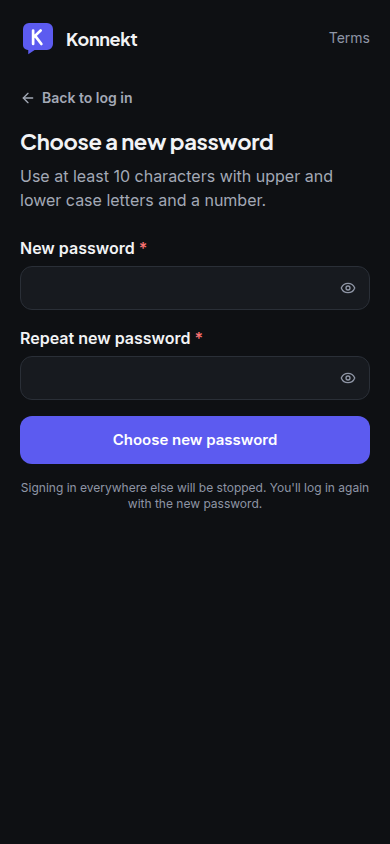 Konnekt
Terms
Back to log in
Choose a new password
Use at least 10 characters with upper and
lower case letters and a number.
New password *
Repeat new password *
Choose new password
Signing in everywhere else will be stopped. You'll log in again
with the new password.